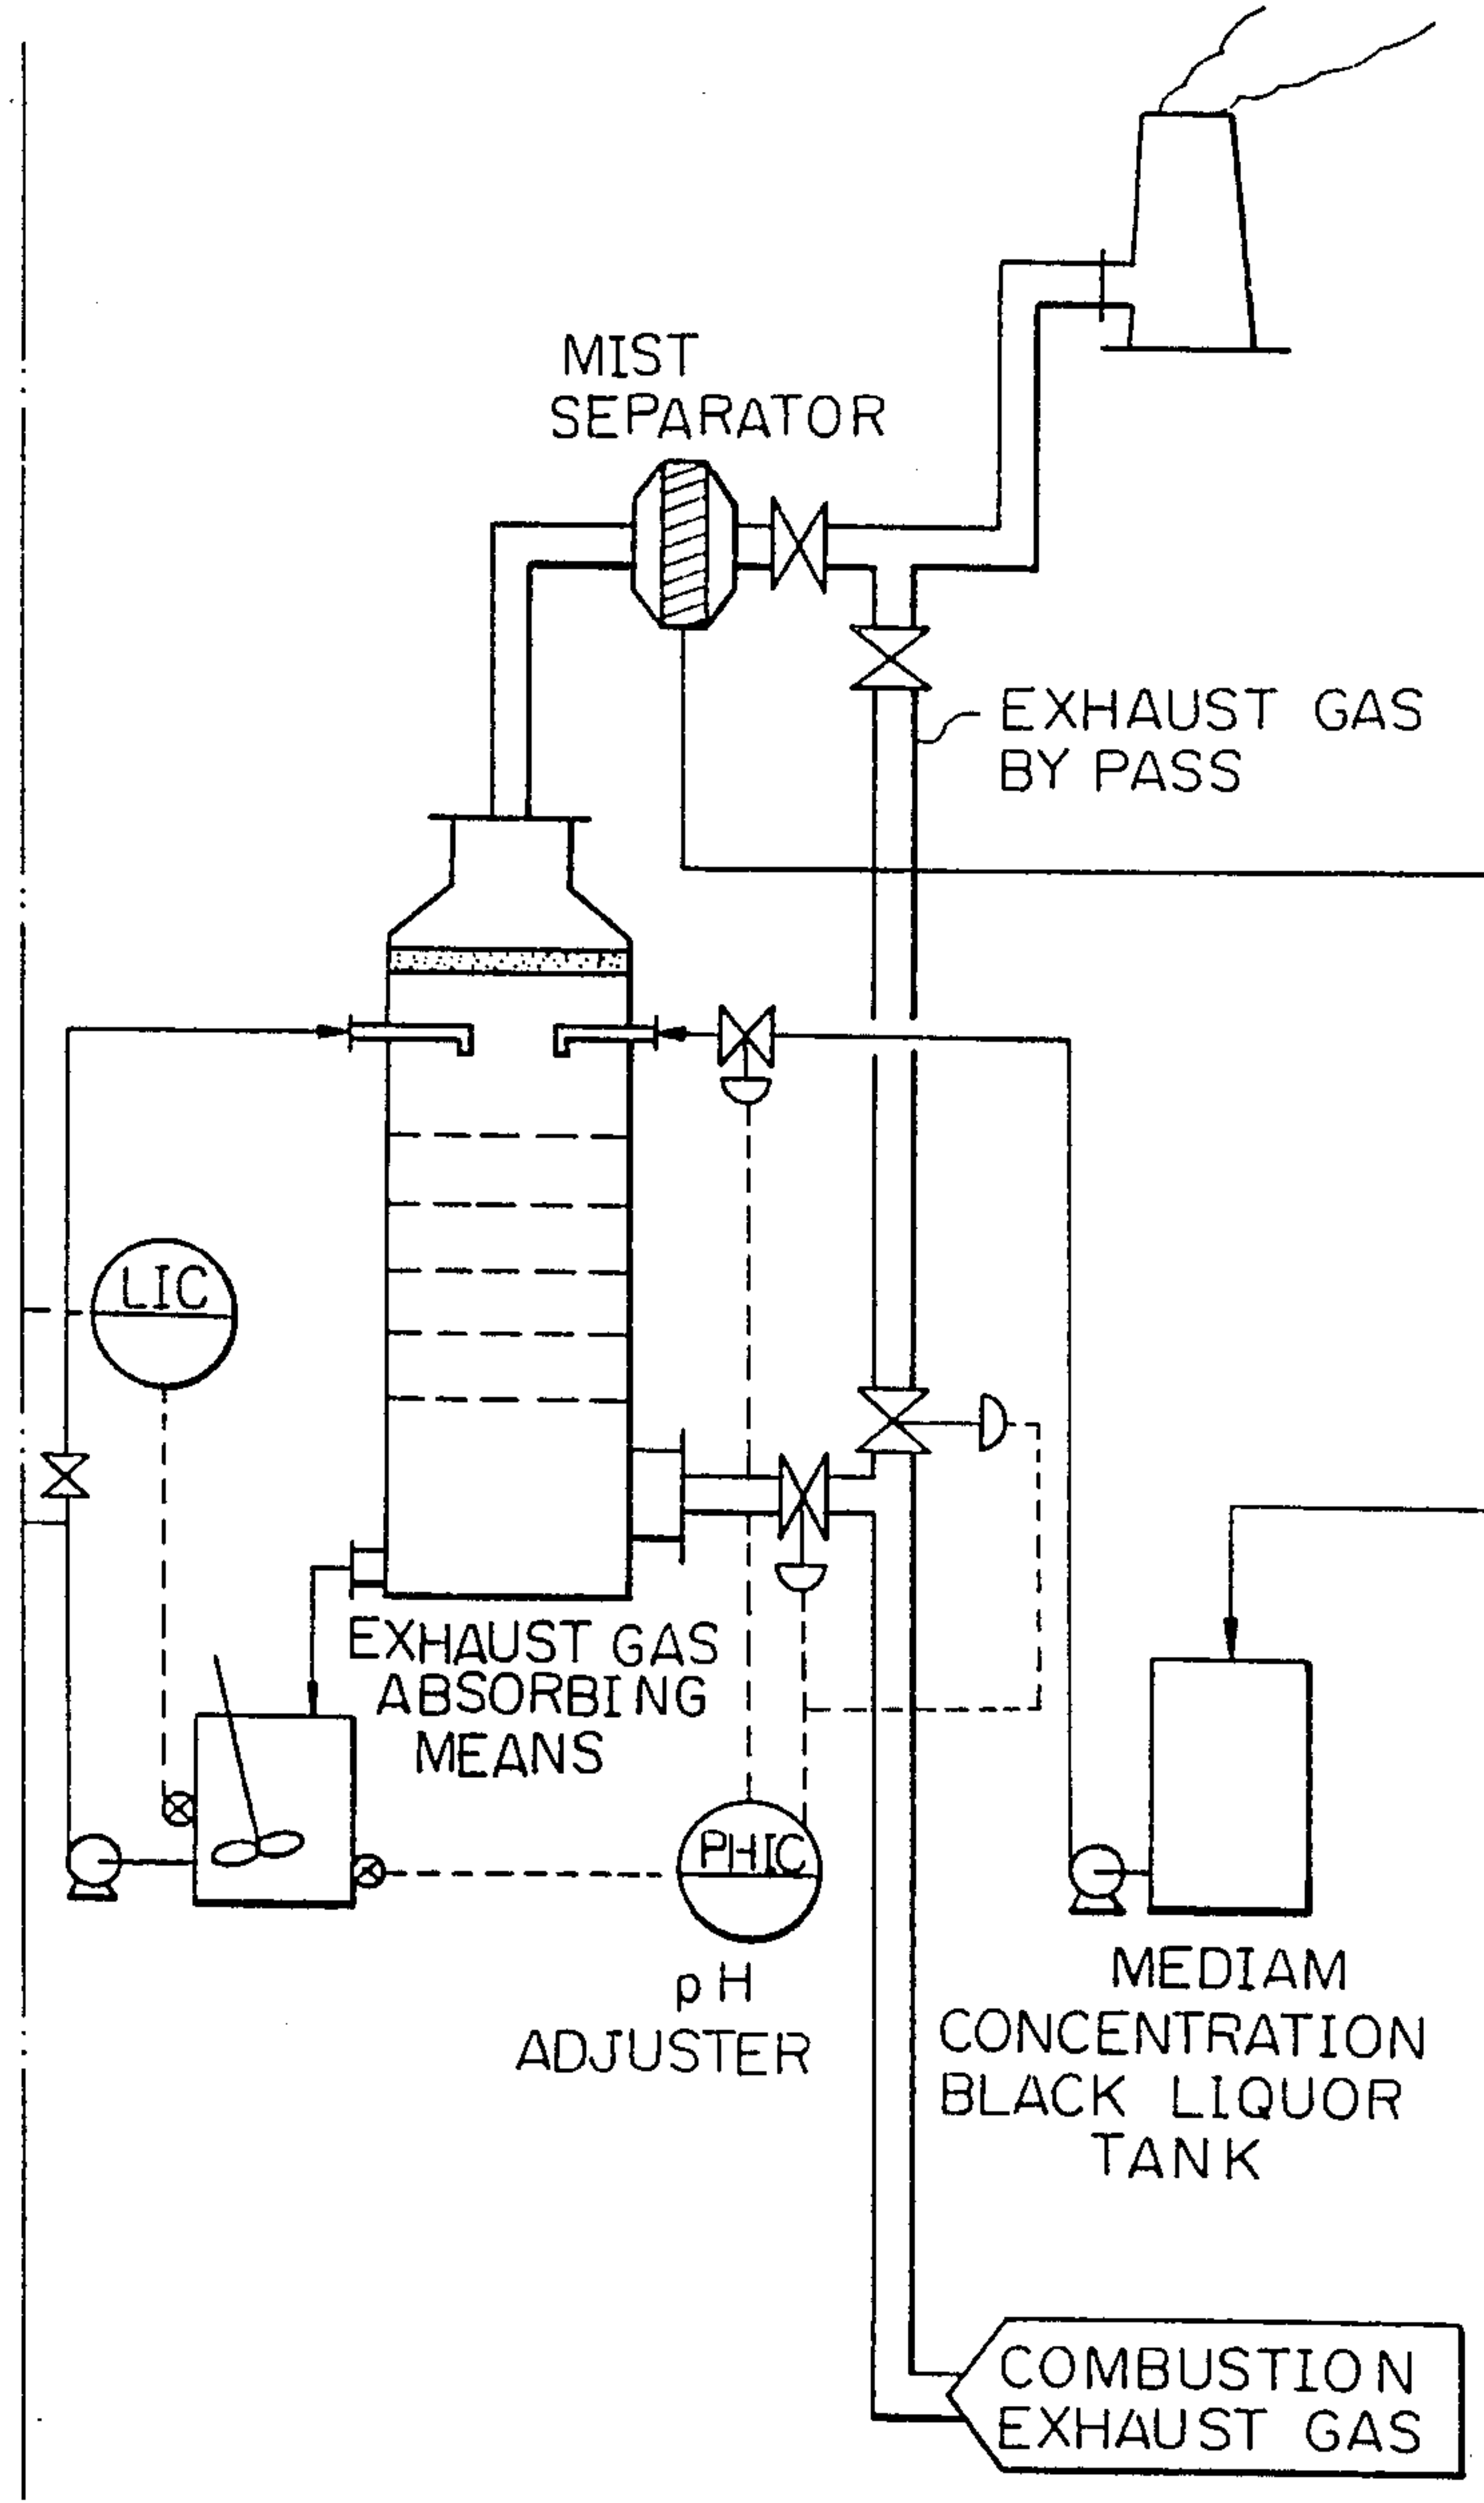 MIST
SEPARATOR
EXHAUST GAS
BY PASS
LIC
EXHAUST GAS
ABSORBING
MEANS
PHIC
pH
ADJUSTER
MEDIAM
CONCENTRATION
BLACK LIQUOR
TANK
COMBUSTION
EXHAUST GAS